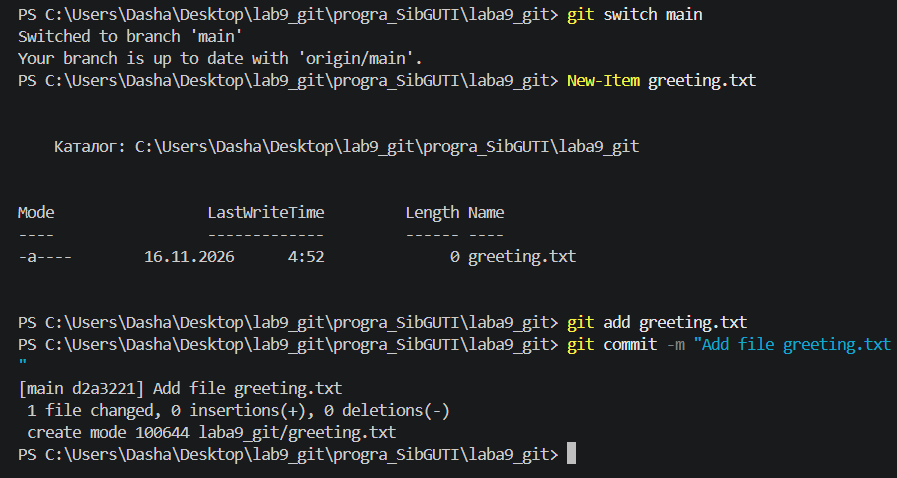 PS C:\Users\Dasha\Desktop\lab9_git\progra_SibGUTI\laba9_git> git switch main
Switched to branch 'main'
Your branch is up to date with 'origin/main'.
PS C:\Users\Dasha\Desktop\lab9_git\progra_SibGUTI\laba9_git> New-Item greeting.txt
Каталог: C:\Users\Dasha\Desktop\lab9_git\progra_SibGUTI\laba9_git
Mode                 LastWriteTime         Length Name
----                 -------------         ------ ----
-a----        16.11.2026      4:52              0 greeting.txt
PS C:\Users\Dasha\Desktop\lab9_git\progra_SibGUTI\laba9_git> git add greeting.txt
PS C:\Users\Dasha\Desktop\lab9_git\progra_SibGUTI\laba9_git> git commit -m "Add file greeting.txt
"
[main d2a3221] Add file greeting.txt
 1 file changed, 0 insertions(+), 0 deletions(-)
 create mode 100644 laba9_git/greeting.txt
PS C:\Users\Dasha\Desktop\lab9_git\progra_SibGUTI\laba9_git>